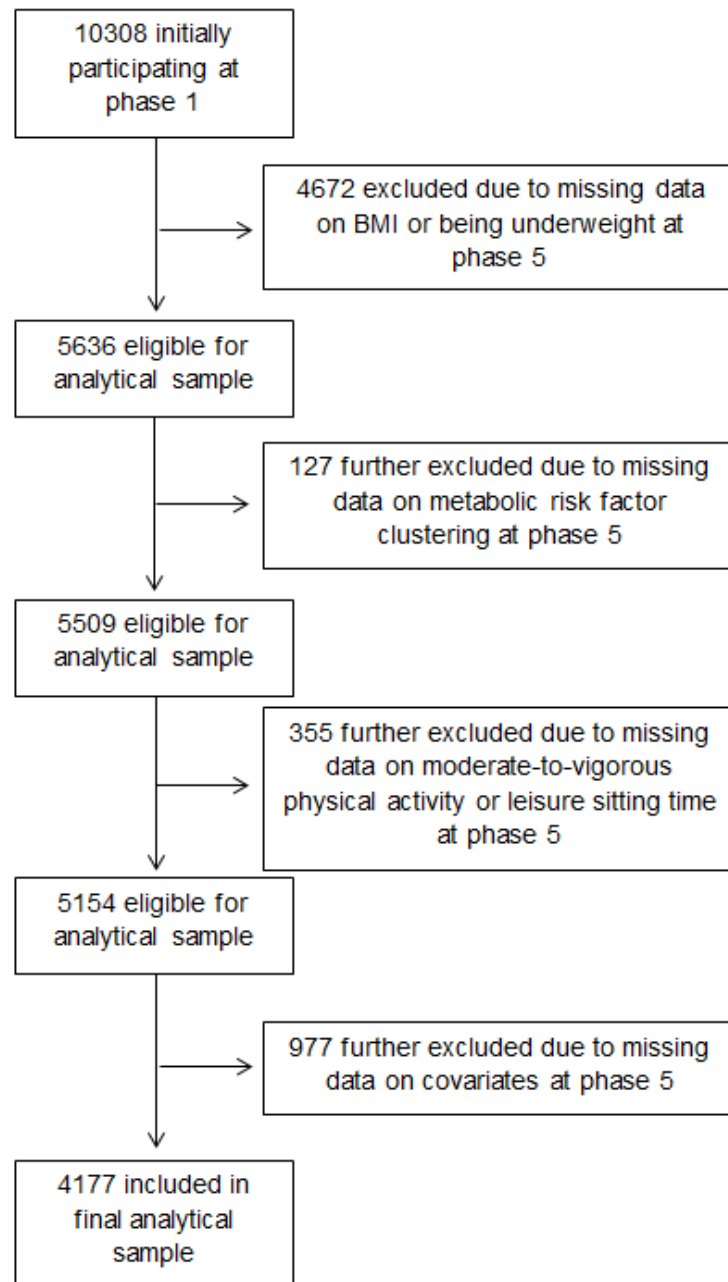 10308 initially
participating at
phase 1
4672 excluded due to missing data
on BMI or being underweight at
phase 5
5636 eligible for
analytical sample
127 further excluded due to missing
data on metabolic risk factor
clustering at phase 5
5509 eligible for
analytical sample
355 further excluded due to missing
data on moderate-to-vigorous
physical activity or leisure sitting time
at phase 5
5154 eligible for
analytical sample
977 further excluded due to missing
data on covariates at phase 5
4177 included in
final analytical
sample